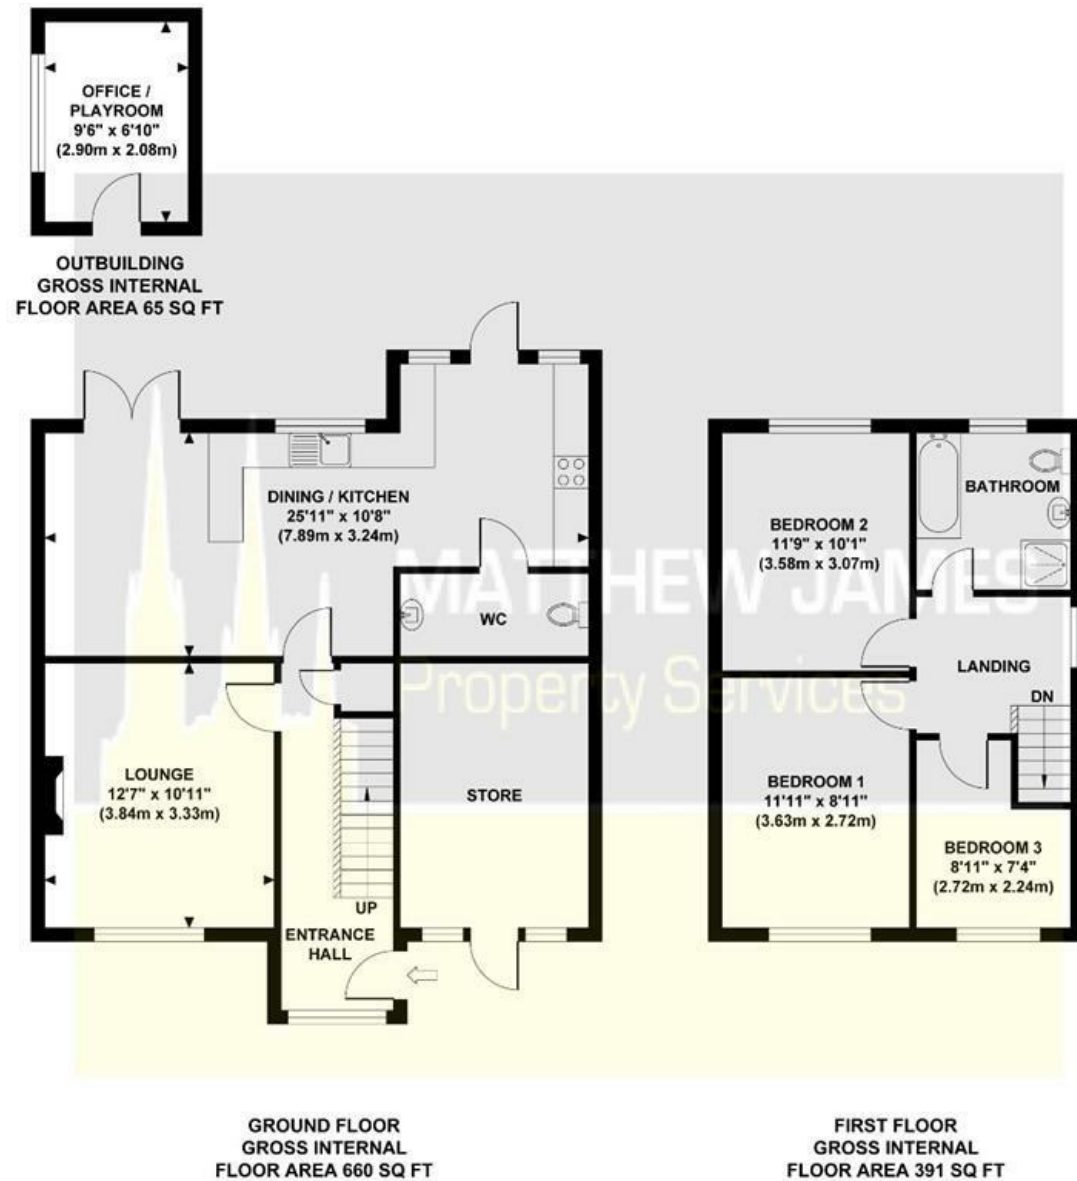 OFFICE /
PLAYROOM
9'6" x 6'10"
(2.90m x 2.08m)
OUTBUILDING
GROSS INTERNAL
FLOOR AREA 65 SQ FT
DINING / KITCHEN
25'11" x 10'8"
(7.89m x 3.24m)
WC
LOUNGE
12'7" x 10'11"
(3.84m x 3.33m)
STORE
UP
ENTRANCE
HALL
BEDROOM 2
11'9" x 10'1"
(3.58m x 3.07m)
BATHROOM
LANDING
DN
BEDROOM 1
11'11" x 8'11"
(3.63m x 2.72m)
BEDROOM 3
8'11" x 7'4"
(2.72m x 2.24m)
MATTHEW JAMES
Property Services
GROUND FLOOR
GROSS INTERNAL
FLOOR AREA 660 SQ FT
FIRST FLOOR
GROSS INTERNAL
FLOOR AREA 391 SQ FT